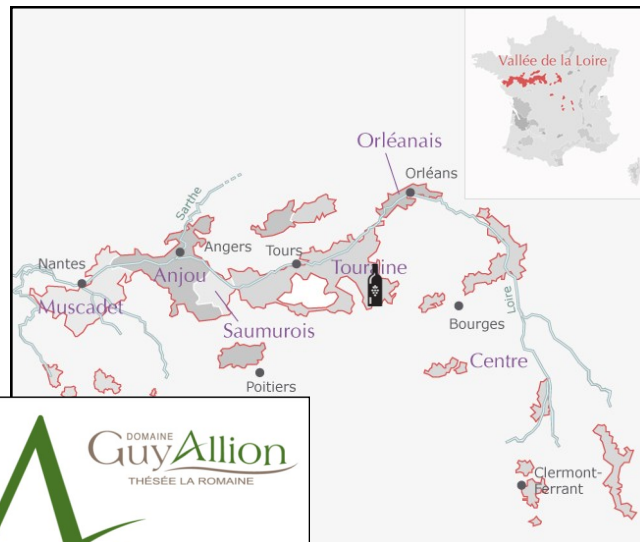 Vallée de la Loire
Orléanais
Orléans
Sarthe
Angers
Tours
Nantes
Anjou
Touraine
Muscadet
Saumurois
Loire
Bourges
Centre
Poitiers
Clermont-
Ferrant
DOMAINE
GuyAllion
THÉSÉE LA ROMAINE